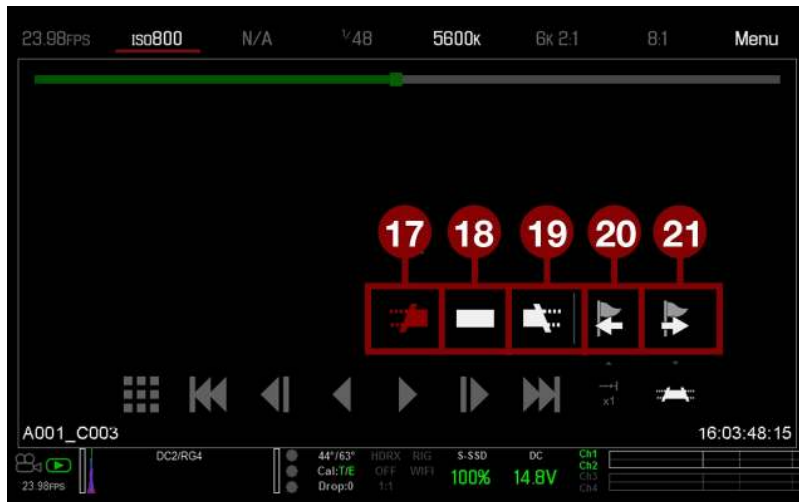 23.98FPS ISO800 N/A 1/48 5600K 6K 2:1 8:1 Menu
17 18 19 20 21
x1
A001_C003 16:03:48:15
DC2/RG4 44°/63° HDRX RIG S-SSD DC Ch1
Cal:T/E OFF WIFI 100% 14.8V Ch2
Ch3
23.98FPS Drop:0 1:1 Ch4